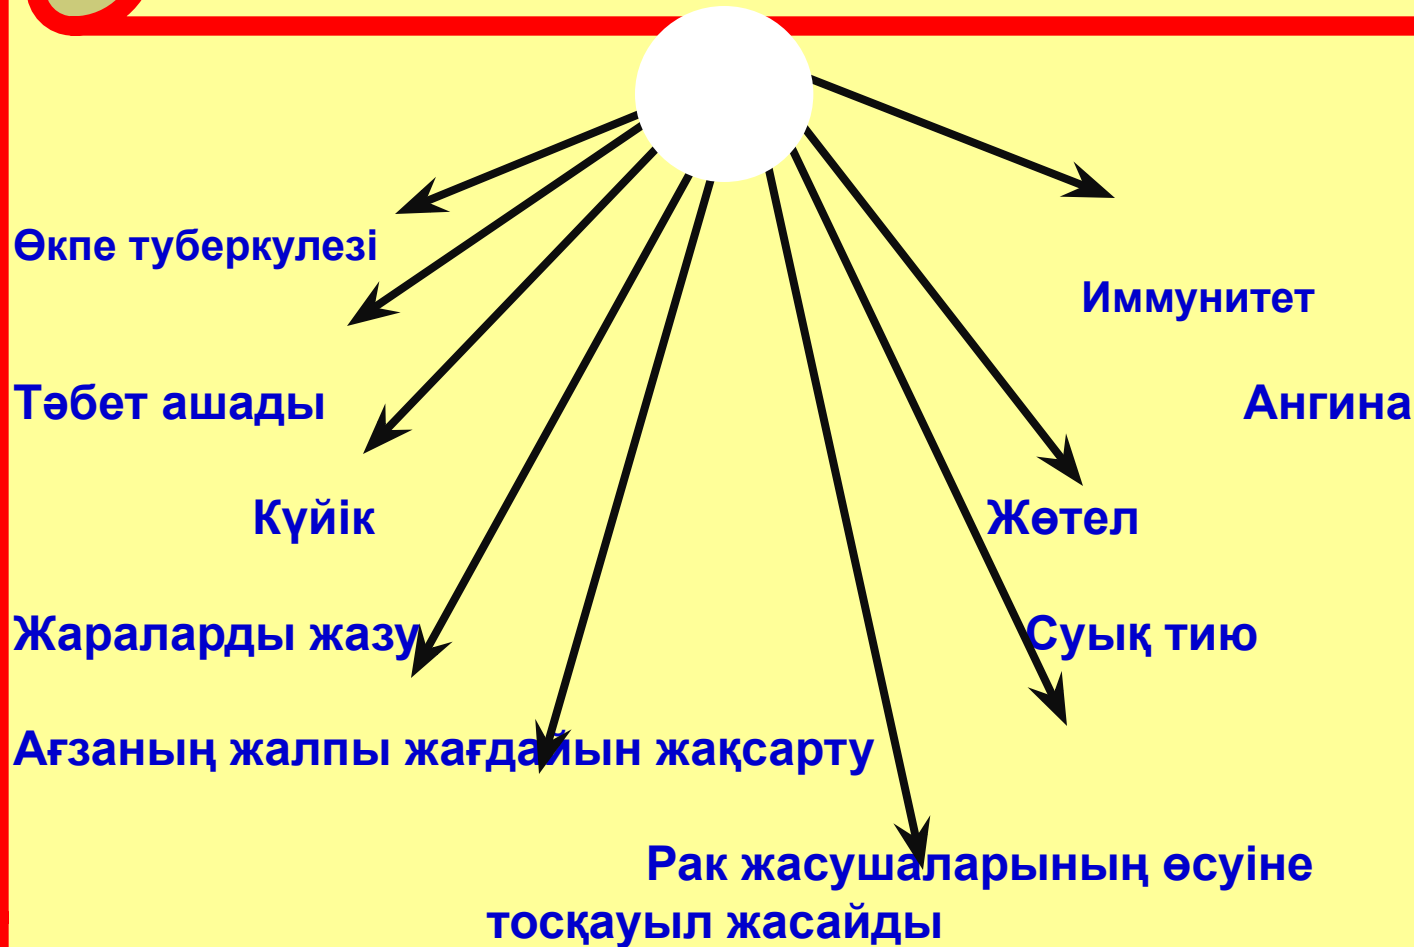 Өкпе туберкулезі
Иммунитет
Тәбет ашады Ангина
Күйік Жөтел
Жараларды жазу Суық тию
Ағзаның жалпы жағдайын жақсарту
Рак жасушаларының өсуіне
тосқауыл жасайды